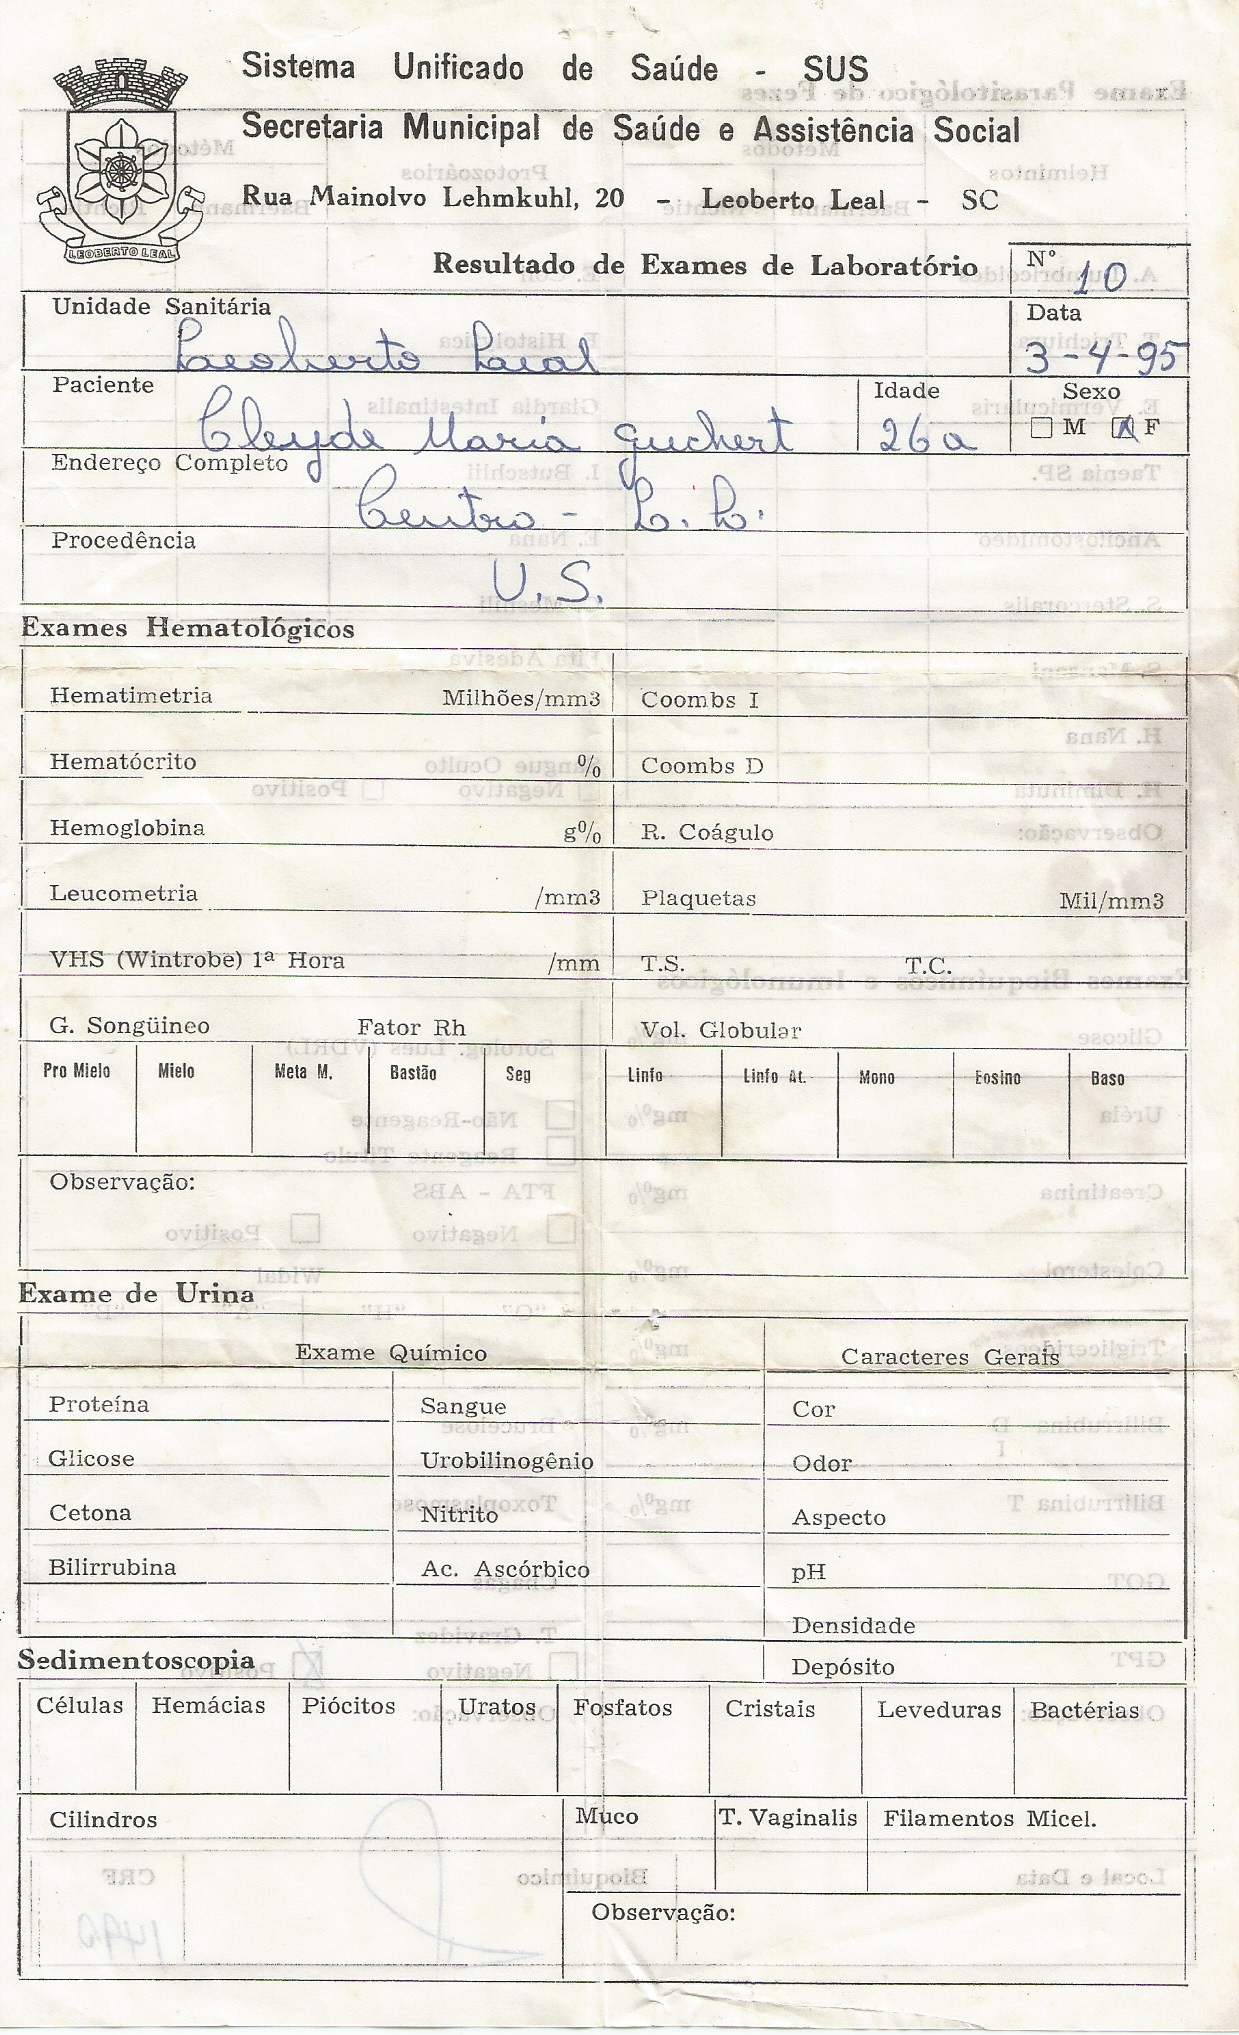 Sistema Unificado de Saúde - SUS
Secretaria Municipal de Saúde e Assistência Social
Rua Mainolvo Lehmkuhl, 20 - Leoberto Leal - SC
LEOBERTO LEAL
Resultado de Exames de Laboratório Nº 10
Unidade Sanitária Data
Leoberto Leal 3-4-95
Paciente Idade Sexo
Cleyde Maria Guchert 26a M F
Endereço Completo
Centro - L. L.
Procedência
U.S.
Exames Hematológicos
Hematimetria Milhões/mm3 Coombs I
Hematócrito % Coombs D
Hemoglobina g% R. Coágulo
Leucometria /mm3 Plaquetas Mil/mm3
VHS (Wintrobe) 1ª Hora /mm T.S. T.C.
G. Songüineo Fator Rh Vol. Globular
Pro Mielo Mielo Meta M. Bastão Seg Linfo Linfo At. Mono Eosino Baso
Observação:
Exame de Urina
Exame Químico Caracteres Gerais
Proteína Sangue Cor
Glicose Urobilinogênio Odor
Cetona Nitrito Aspecto
Bilirrubina Ac. Ascórbico pH
Densidade
Sedimentoscopia Depósito
Células Hemácias Piócitos Uratos Fosfatos Cristais Leveduras Bactérias
Cilindros Muco T. Vaginalis Filamentos Micel.
Observação: